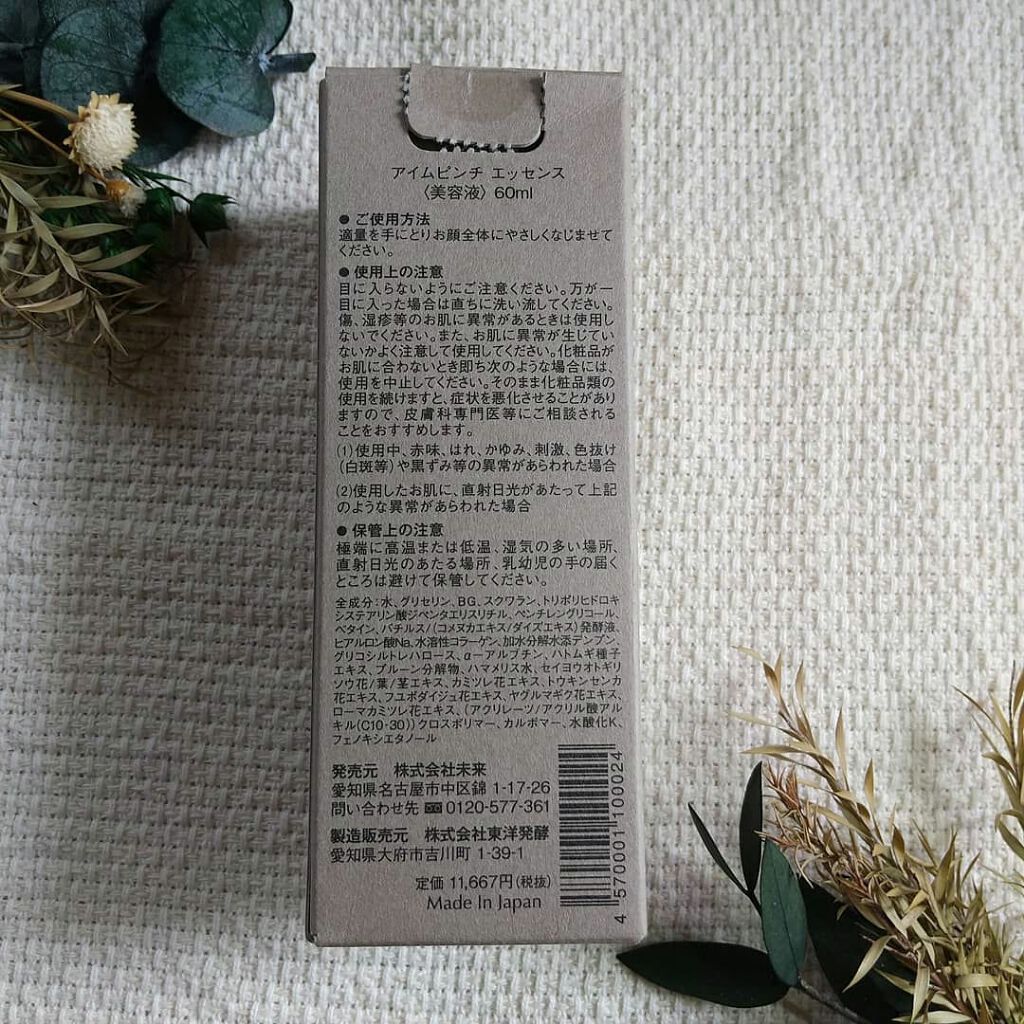 アイムピンチ エッセンス
〈美容液〉 60ml
● ご使用方法
適量を手にとりお顔全体にやさしくなじませて
ください。
● 使用上の注意
目に入らないようにご注意ください。万が一
目に入った場合は直ちに洗い流してください。
傷、湿疹等のお肌に異常があるときは使用し
ないでください。また、お肌に異常が生じてい
ないかよく注意して使用してください。化粧品が
お肌に合わないとき即ち次のような場合には、
使用を中止してください。そのまま化粧品類の
使用を続けますと、症状を悪化させることがあり
ますので、皮膚科専門医等にご相談される
ことをおすすめします。
(1)使用中、赤味、はれ、かゆみ、刺激、色抜け
(白斑等)や黒ずみ等の異常があらわれた場合
(2)使用したお肌に、直射日光があたって上記
のような異常があらわれた場合
● 保管上の注意
極端に高温または低温、湿気の多い場所、
直射日光のあたる場所、乳幼児の手の届く
ところは避けて保管してください。
全成分：水、グリセリン、BG、スクワラン、トリポリヒドロキ
システアリン酸ジペンタエリスリチル、ペンチレングリコール、
ベタイン、バチルス/(コメヌカエキス/ダイズエキス)発酵液、
ヒアルロン酸Na、水溶性コラーゲン、加水分解水添デンプン、
グリコシルトレハロース、α-アルブチン、ハトムギ種子
エキス、プルーン分解物、ハマメリス水、セイヨウオトギリ
ソウ花/葉/茎エキス、カミツレ花エキス、トウキンセンカ
花エキス、フユボダイジュ花エキス、ヤグルマギク花エキス、
ローマカミツレ花エキス、(アクリレーツ/アクリル酸アル
キル(C10-30))クロスポリマー、カルボマー、水酸化K、
フェノキシエタノール
発売元 株式会社未来
愛知県名古屋市中区錦 1-17-26
問い合わせ先 0120-577-361
製造販売元 株式会社東洋発酵
愛知県大府市吉川町 1-39-1
定価 11,667円(税抜)
Made In Japan
4 570001 100024